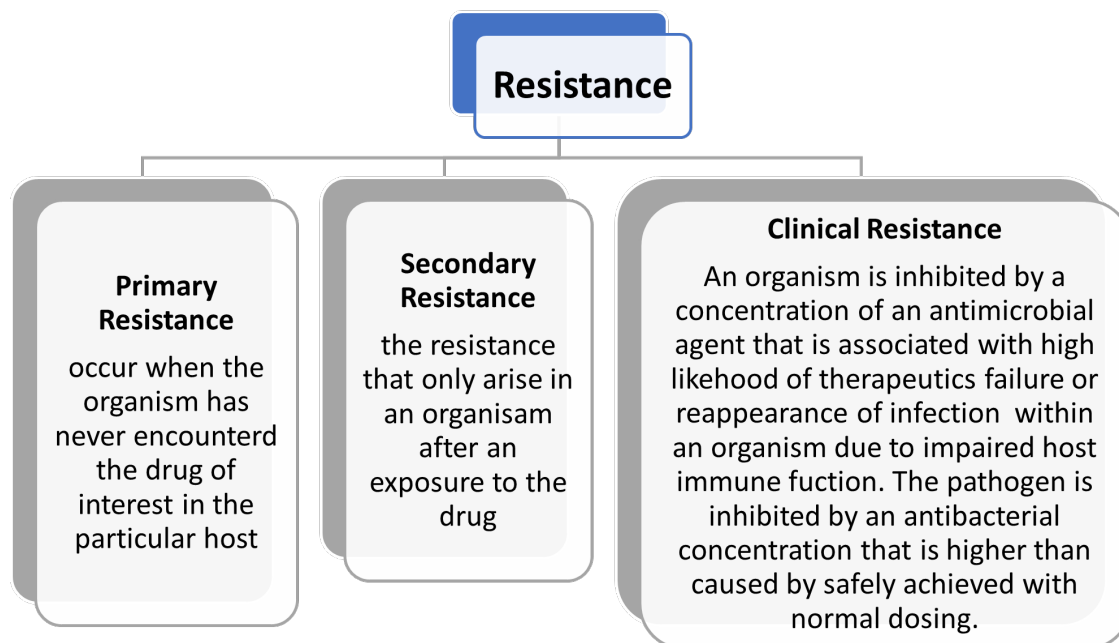 Resistance
Primary
Resistance
occur when the
organism has
never encounterd
the drug of
interest in the
particular host
Secondary
Resistance
the resistance
that only arise in
an organisam
after an
exposure to the
drug
Clinical Resistance
An organism is inhibited by a
concentration of an antimicrobial
agent that is associated with high
likehood of therapeutics failure or
reappearance of infection within
an organism due to impaired host
immune fuction. The pathogen is
inhibited by an antibacterial
concentration that is higher than
caused by safely achieved with
normal dosing.